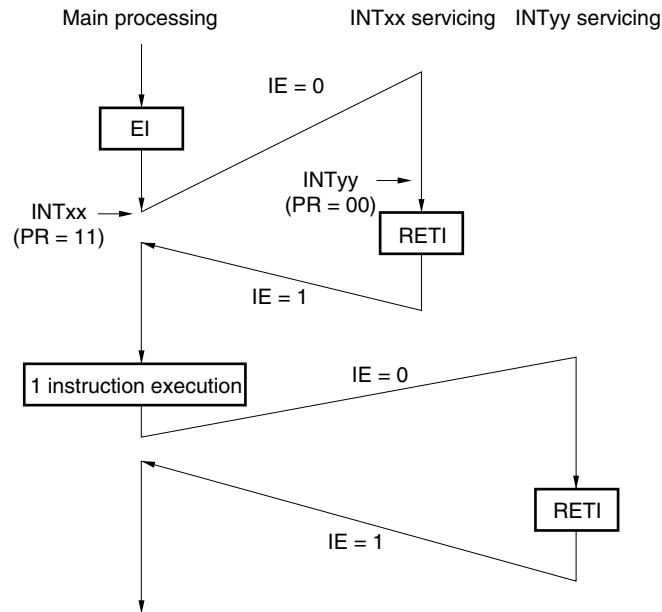 Main processing
INTxx servicing
INTyy servicing
IE = 0
EI
INTyy
(PR = 00)
INTxx
(PR = 11)
RETI
IE = 1
1 instruction execution
IE = 0
RETI
IE = 1